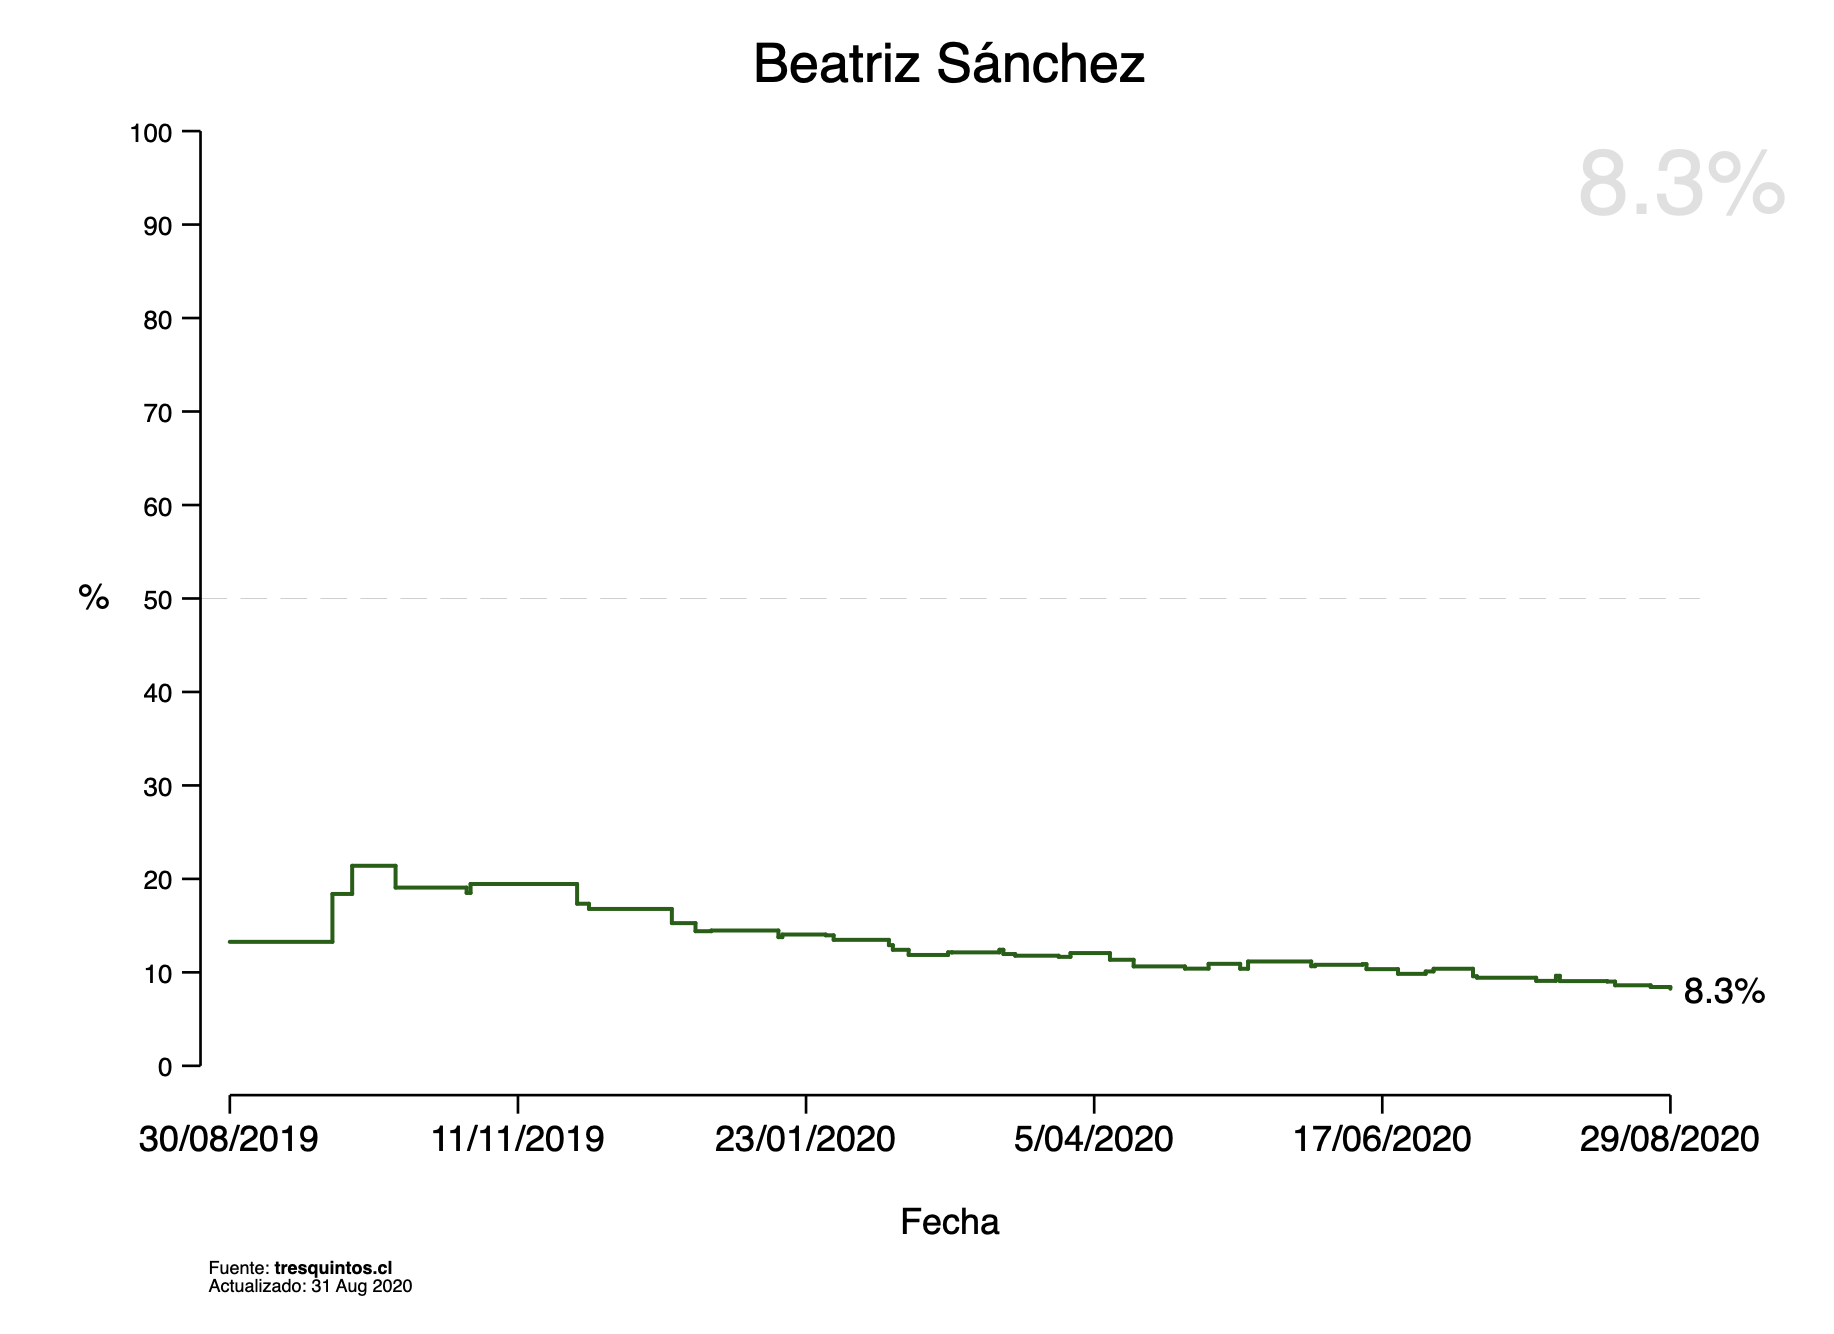 Beatriz Sánchez
8.3%
100
90
80
70
60
% 50
40
30
20
10
0
8.3%
30/08/2019 11/11/2019 23/01/2020 5/04/2020 17/06/2020 29/08/2020
Fecha
Fuente: tresquintos.cl
Actualizado: 31 Aug 2020